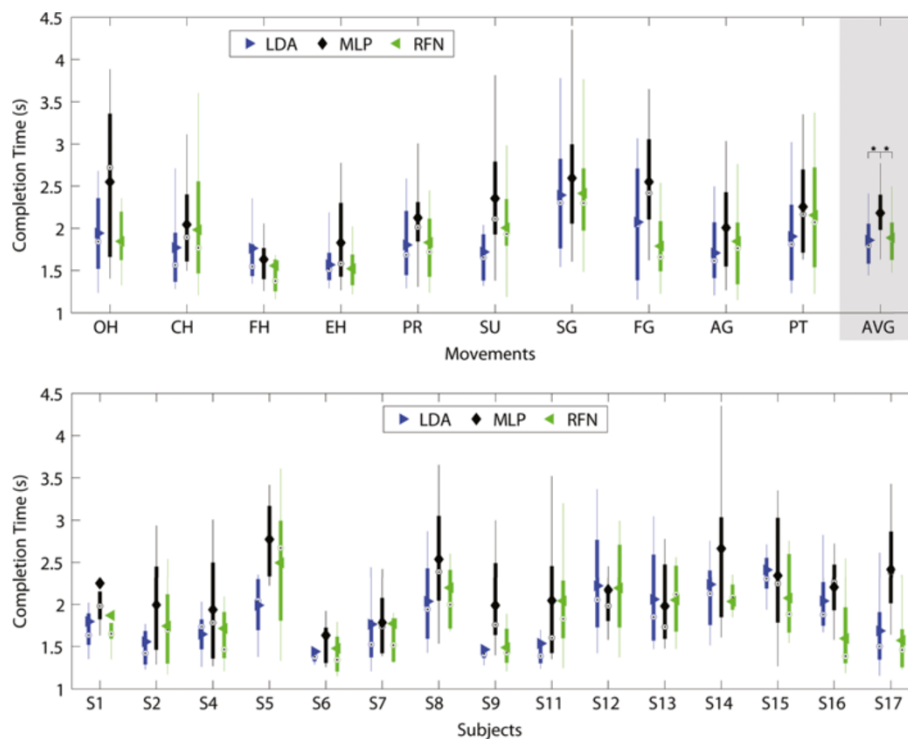 4.5
4
3.5
3
2.5
2
1.5
1
Completion Time (s)
LDA MLP RFN
* *
OH CH FH EH PR SU SG FG AG PT AVG
Movements
4.5
4
3.5
3
2.5
2
1.5
1
Completion Time (s)
LDA MLP RFN
S1 S2 S4 S5 S6 S7 S8 S9 S11 S12 S13 S14 S15 S16 S17
Subjects